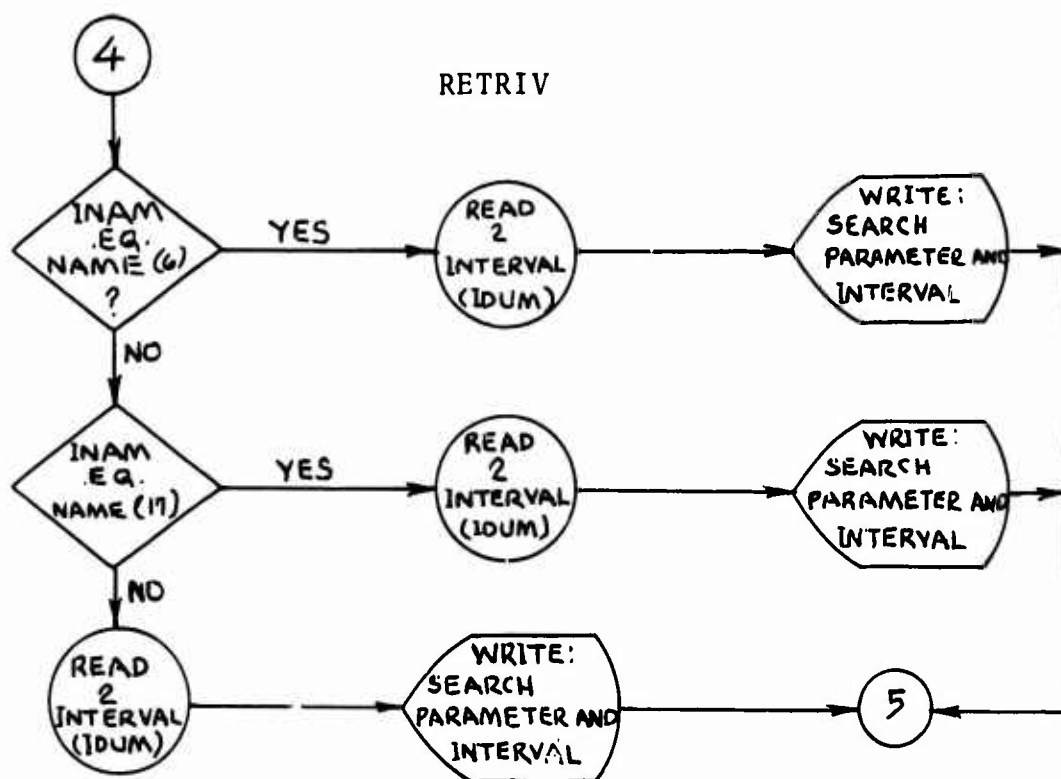 4
RETRIV
INAM
.EQ.
NAME (6)
?
YES
READ
2
INTERVAL
(IDUM)
WRITE:
SEARCH
PARAMETER AND
INTERVAL
NO
INAM
.EQ.
NAME (17)
YES
READ
2
INTERVAL
(IDUM)
WRITE:
SEARCH
PARAMETER AND
INTERVAL
NO
READ
2
INTERVAL
(IDUM)
WRITE:
SEARCH
PARAMETER AND
INTERVAL
5